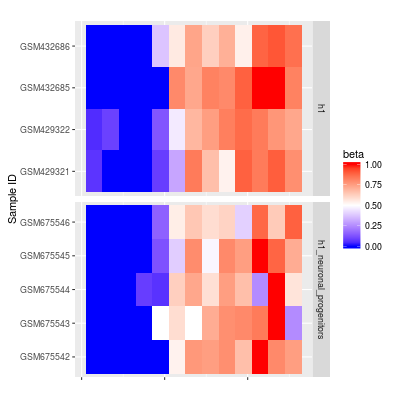 Sample ID
GSM432686
GSM432685
GSM429322
GSM429321
h1
GSM675546
GSM675545
GSM675544
GSM675543
GSM675542
h1_neuronal_progenitors
beta
1.00
0.75
0.50
0.25
0.00